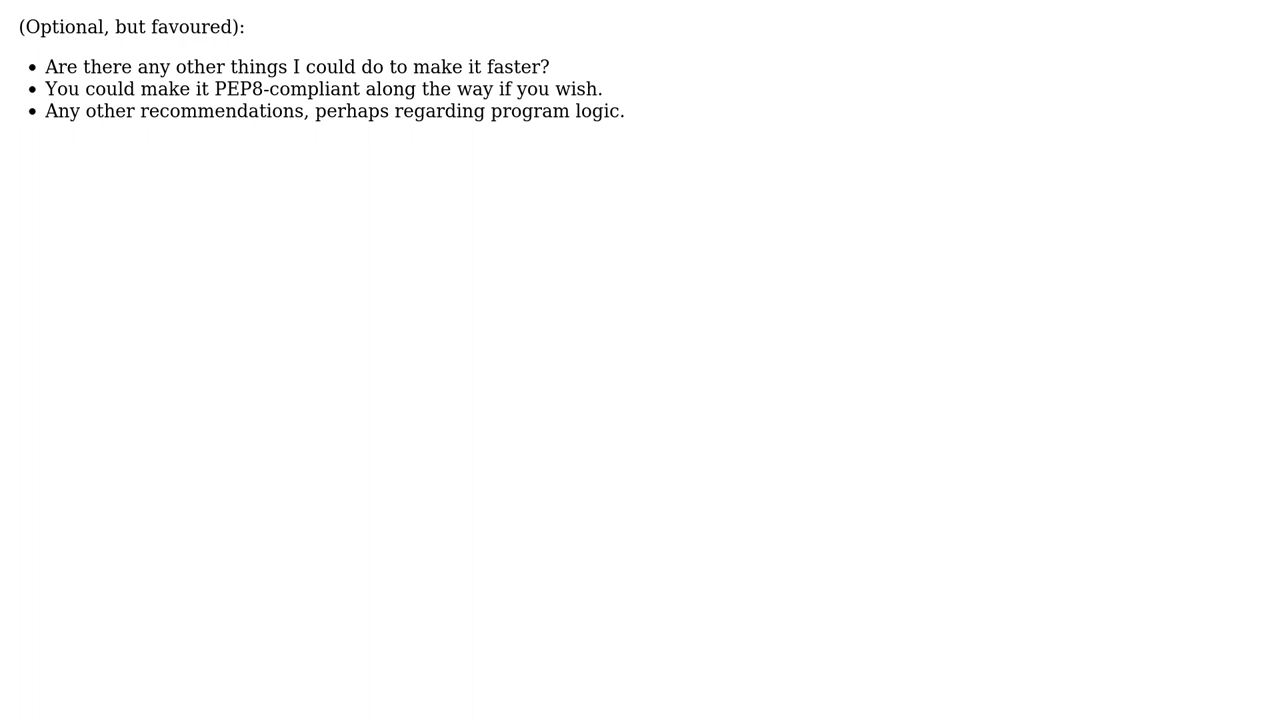 (Optional, but favoured):
• Are there any other things I could do to make it faster?
• You could make it PEP8-compliant along the way if you wish.
• Any other recommendations, perhaps regarding program logic.